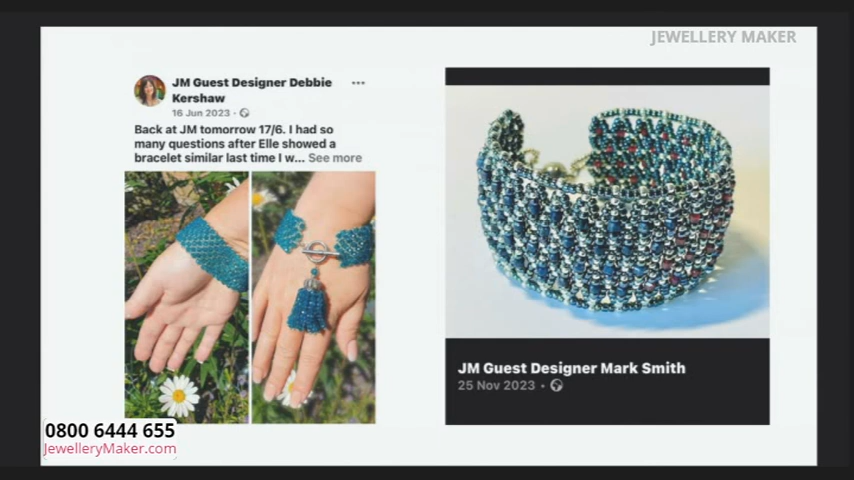 JEWELLERY MAKER
JM Guest Designer Debbie
Kershaw
16 Jun 2023 ·
Back at JM tomorrow 17/6. I had so
many questions after Elle showed a
bracelet similar last time I w... See more
JM Guest Designer Mark Smith
25 Nov 2023 ·
0800 6444 655
JewelleryMaker.com